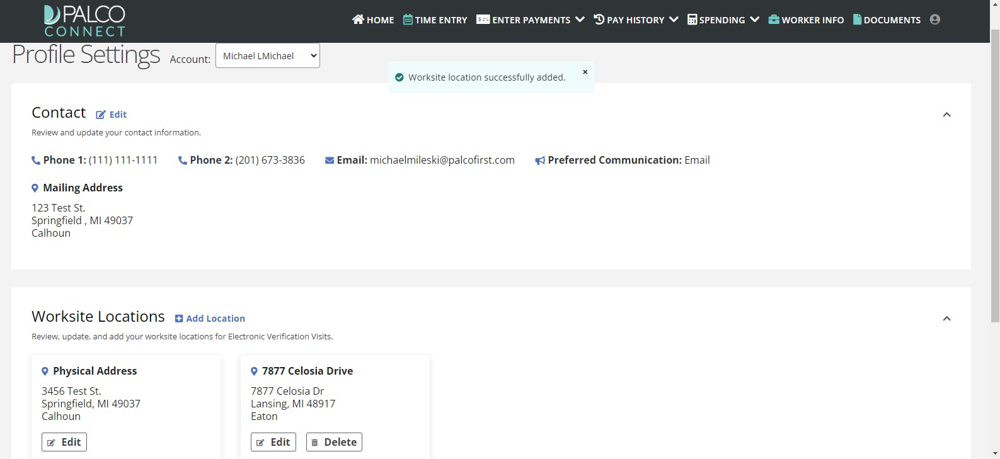 PALCO
CONNECT
HOME TIME ENTRY ENTER PAYMENTS PAY HISTORY SPENDING WORKER INFO DOCUMENTS
Profile Settings Account: Michael LMichael
Worksite location successfully added. ×
Contact Edit
Review and update your contact information.
Phone 1: (111) 111-1111 Phone 2: (201) 673-3836 Email: michaelmileski@palcofirst.com Preferred Communication: Email
Mailing Address
123 Test St.
Springfield , MI 49037
Calhoun
Worksite Locations Add Location
Review, update, and add your worksite locations for Electronic Verification Visits.
Physical Address
3456 Test St.
Springfield, MI 49037
Calhoun
Edit
7877 Celosia Drive
7877 Celosia Dr
Lansing, MI 48917
Eaton
Edit Delete